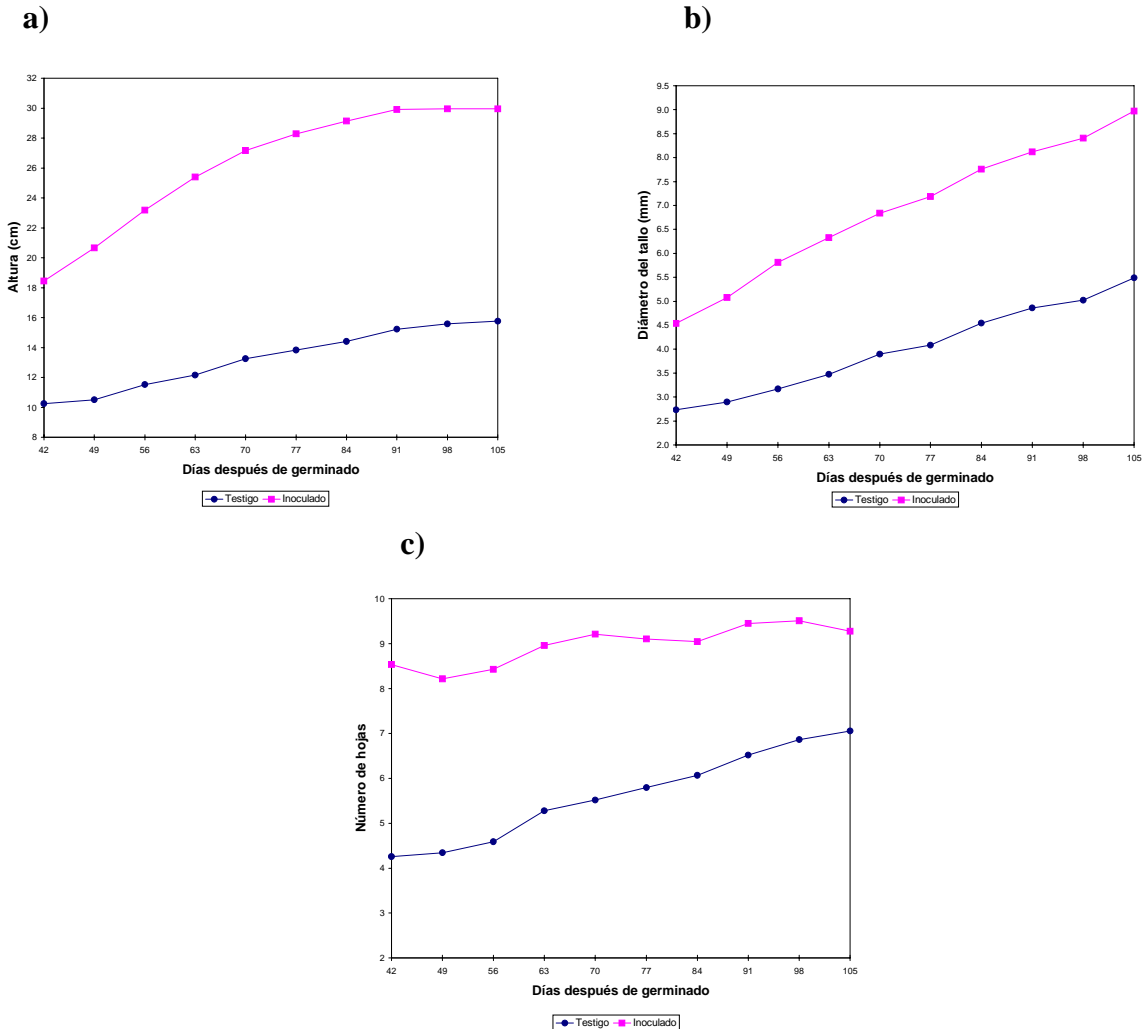 a)
Altura (cm)
32
30
28
26
24
22
20
18
16
14
12
10
8
42 49 56 63 70 77 84 91 98 105
Días después de germinado
Testigo Inoculado
b)
Diámetro del tallo (mm)
9.5
9.0
8.5
8.0
7.5
7.0
6.5
6.0
5.5
5.0
4.5
4.0
3.5
3.0
2.5
2.0
42 49 56 63 70 77 84 91 98 105
Días después de germinado
Testigo Inoculado
c)
Número de hojas
10
9
8
7
6
5
4
3
2
42 49 56 63 70 77 84 91 98 105
Días después de germinado
Testigo Inoculado